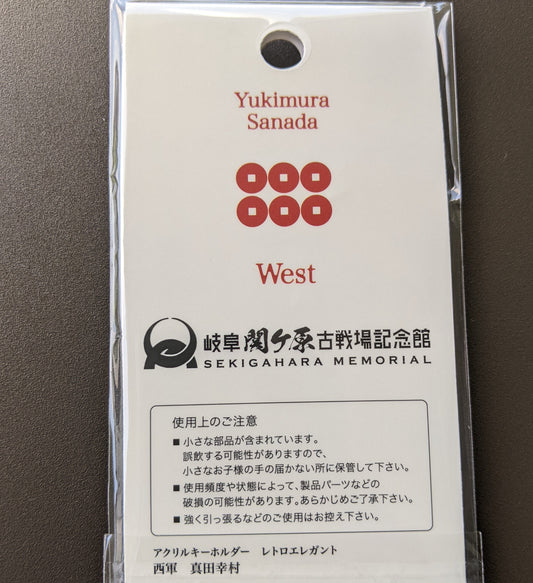 Yukimura
Sanada
West
岐阜関ケ原古戦場記念館
SEKIGAHARA MEMORIAL
使用上のご注意
■ 小さな部品が含まれています。
誤飲する可能性がありますので、
小さなお子様の手の届かない所に保管して下さい。
■ 使用頻度や状態によって、製品パーツなどの
破損の可能性があります。あらかじめご了承下さい。
■ 強く引っ張るなどのご使用はお控え下さい。
アクリルキーホルダー　レトロエレガント
西軍　真田幸村